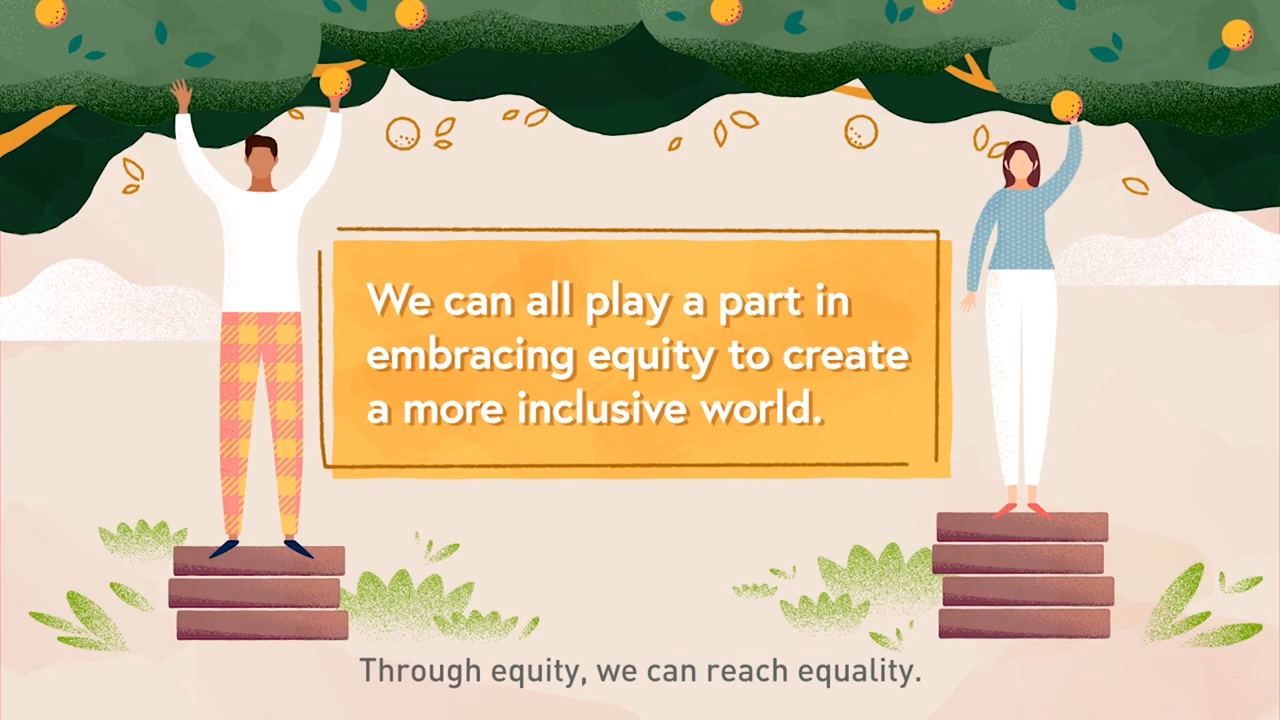 We can all play a part in
embracing equity to create
a more inclusive world.
Through equity, we can reach equality.